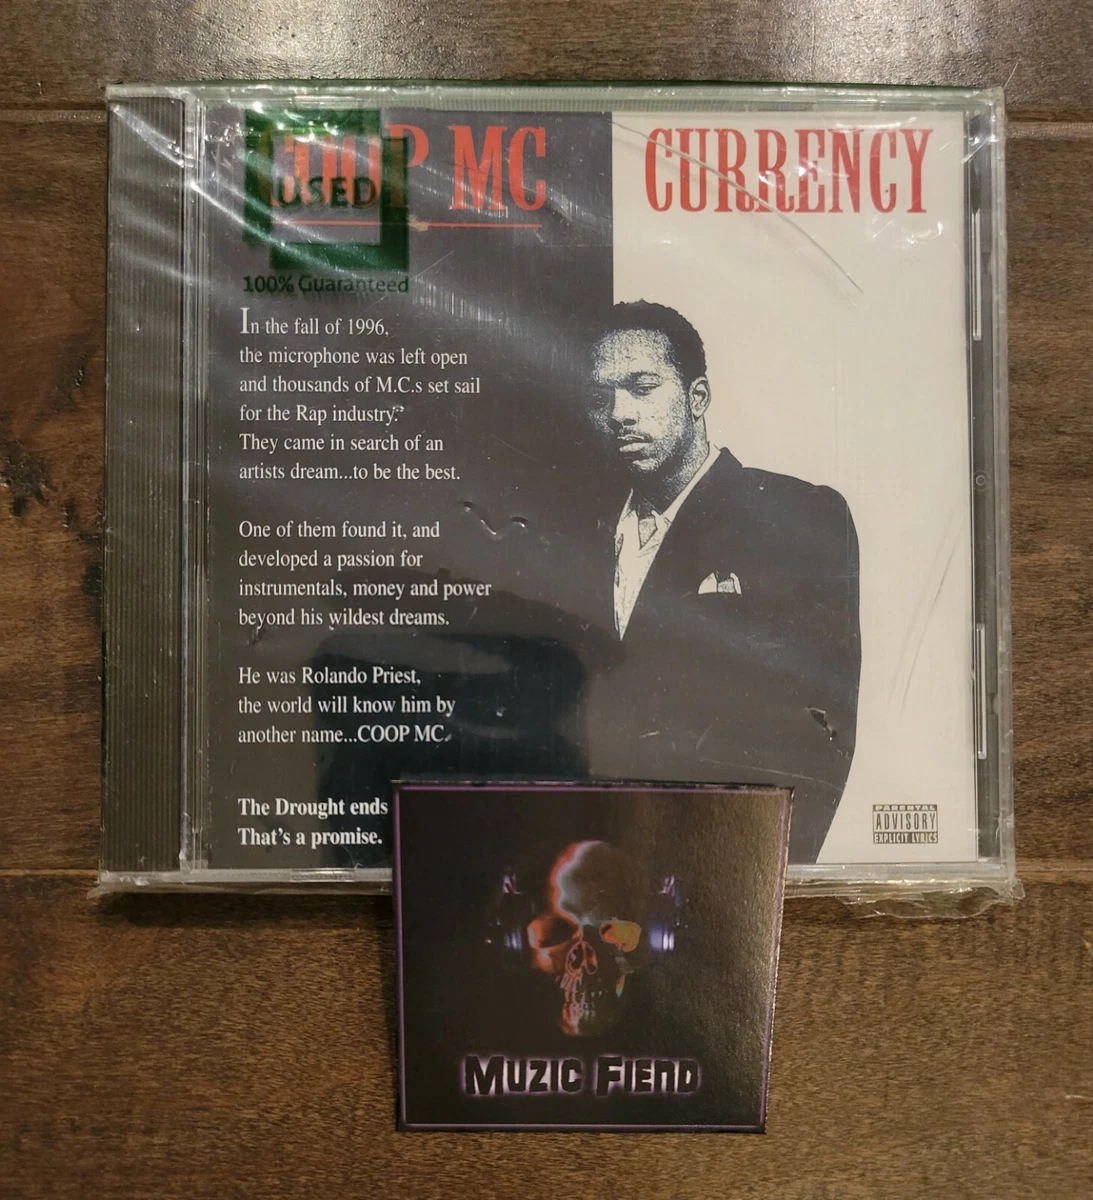 COOP MC
CURRENCY
USED
100% Guaranteed
In the fall of 1996,
the microphone was left open
and thousands of M.C.s set sail
for the Rap industry.
They came in search of an
artists dream...to be the best.
One of them found it, and
developed a passion for
instrumentals, money and power
beyond his wildest dreams.
He was Rolando Priest,
the world will know him by
another name...COOP MC.
The Drought ends
That's a promise.
PARENTAL
ADVISORY
EXPLICIT LYRICS
MUZIC FIEND